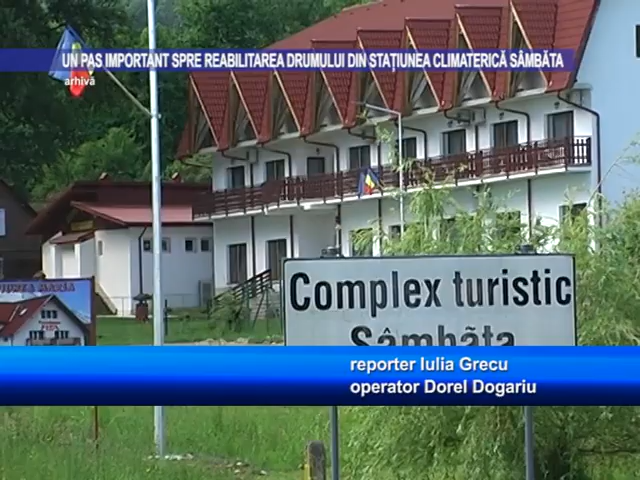 UN PAS IMPORTANT SPRE REABILITAREA DRUMULUI DIN STAȚIUNEA CLIMATERICĂ SÂMBĂTA
arhivă
Complex turistic
Sâmbãta
reporter Iulia Grecu
operator Dorel Dogariu